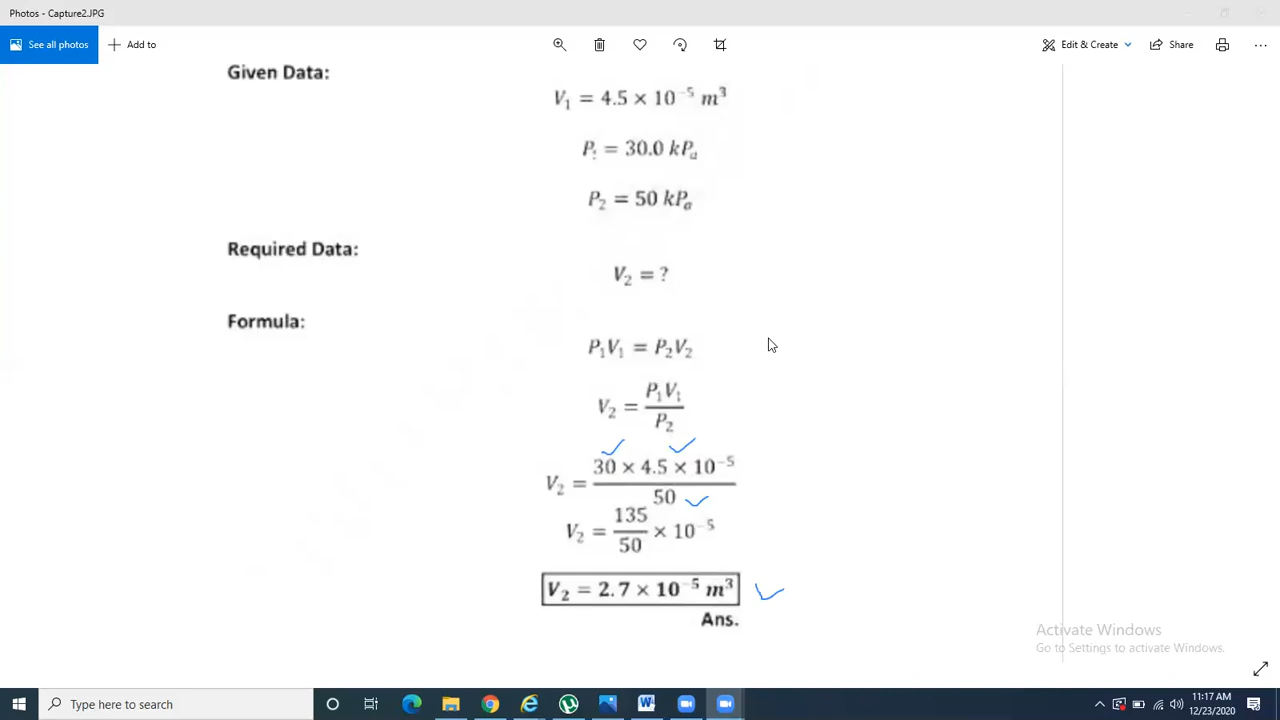 Photos - Capture2.JPG
See all photos
Add to
Edit & Create
Share
Given Data:
V₁ = 4.5 × 10⁻⁵ m³
P₁ = 30.0 kPₐ
P₂ = 50 kPₐ
Required Data:
V₂ = ?
Formula:
P₁V₁ = P₂V₂
V₂ = P₁V₁ / P₂
V₂ = 30 × 4.5 × 10⁻⁵ / 50
V₂ = 135 / 50 × 10⁻⁵
V₂ = 2.7 × 10⁻⁵ m³
Ans.
Activate Windows
Go to Settings to activate Windows.
Type here to search
11:17 AM
12/23/2020